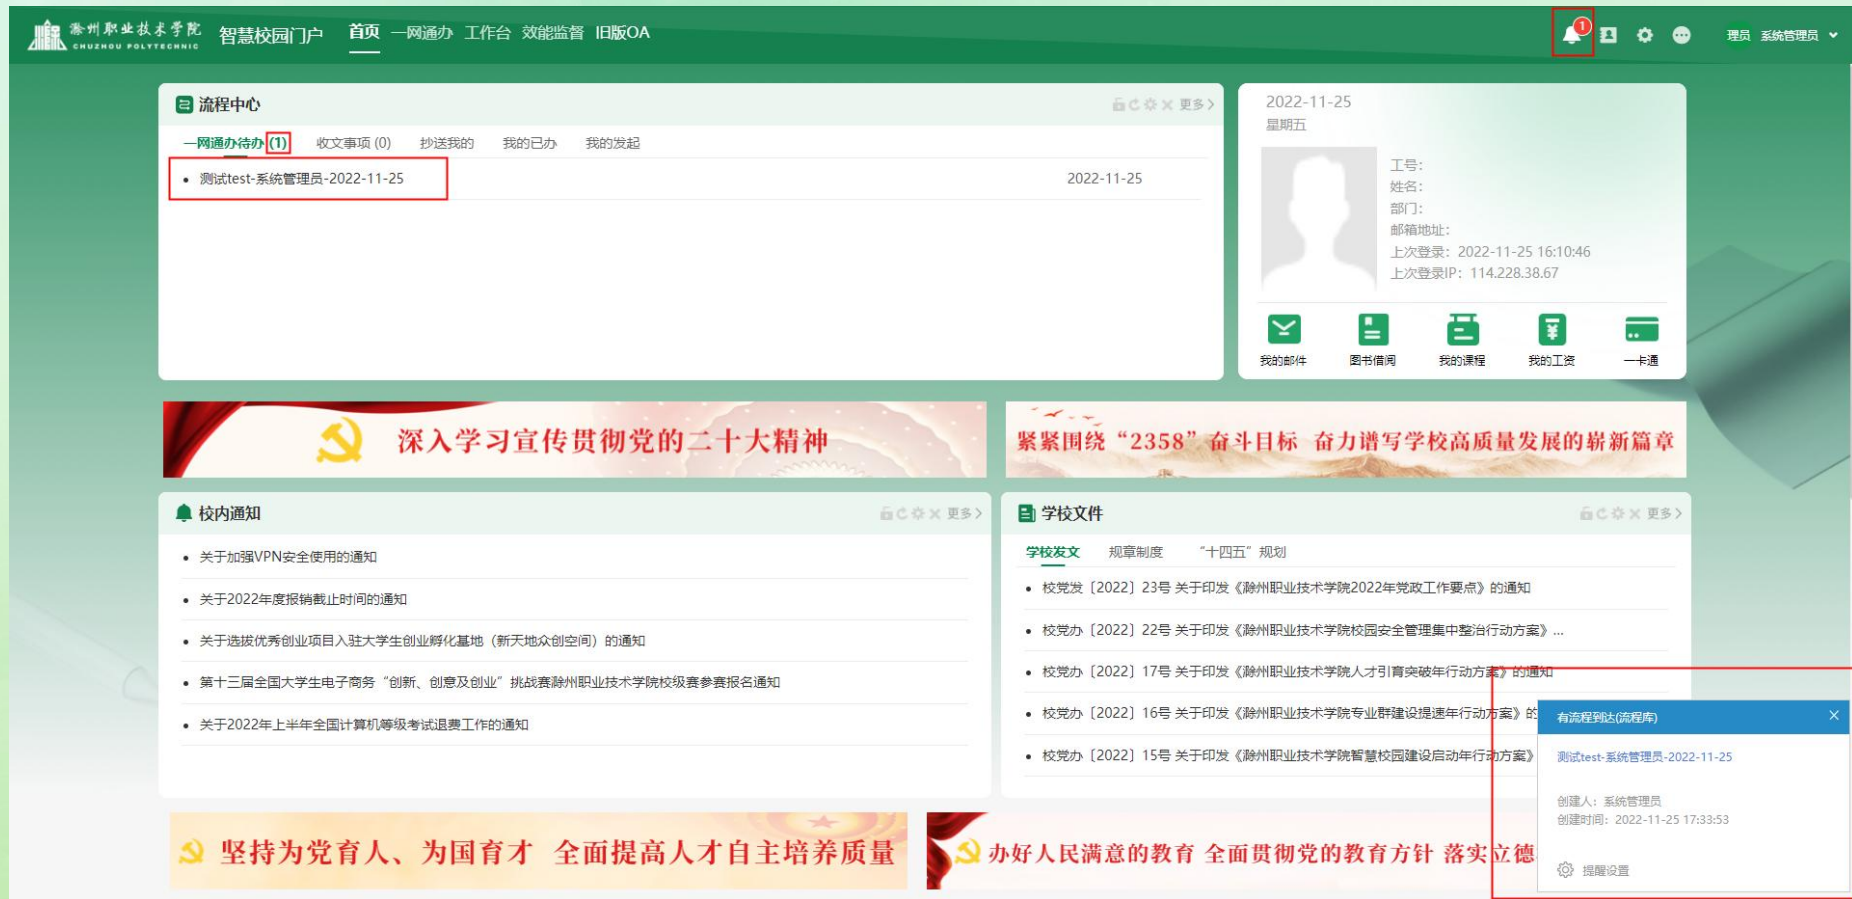 滁州职业技术学院
CHUZHOU POLYTECHNIC
智慧校园门户 首页 一网通办 工作台 效能监督 旧版OA
1
理员 系统管理员
流程中心
更多
一网通办待办 (1) 收文事项 (0) 抄送我的 我的已办 我的发起
测试test-系统管理员-2022-11-25 2022-11-25
2022-11-25
星期五
工号：
姓名：
部门：
邮箱地址：
上次登录：2022-11-25 16:10:46
上次登录IP：114.228.38.67
我的邮件 图书借阅 我的课程 我的工资 一卡通
深入学习宣传贯彻党的二十大精神
紧紧围绕“2358”奋斗目标 奋力谱写学校高质量发展的崭新篇章
校内通知
更多
关于加强VPN安全使用的通知
关于2022年度报销截止时间的通知
关于选拔优秀创业项目入驻大学生创业孵化基地（新天地众创空间）的通知
第十三届全国大学生电子商务“创新、创意及创业”挑战赛滁州职业技术学院校级赛参赛报名通知
关于2022年上半年全国计算机等级考试退费工作的通知
学校文件
更多
学校发文 规章制度 “十四五”规划
校党发〔2022〕23号 关于印发《滁州职业技术学院2022年党政工作要点》的通知
校党办〔2022〕22号 关于印发《滁州职业技术学院校园安全管理集中整治行动方案》...
校党办〔2022〕17号 关于印发《滁州职业技术学院人才引育突破年行动方案》的通知
校党办〔2022〕16号 关于印发《滁州职业技术学院专业群建设提速年行动方案》的
校党办〔2022〕15号 关于印发《滁州职业技术学院智慧校园建设启动年行动方案》
有流程到达(流程库)
测试test-系统管理员-2022-11-25
创建人：系统管理员
创建时间：2022-11-25 17:33:53
提醒设置
坚持为党育人、为国育才 全面提高人才自主培养质量
办好人民满意的教育 全面贯彻党的教育方针 落实立德